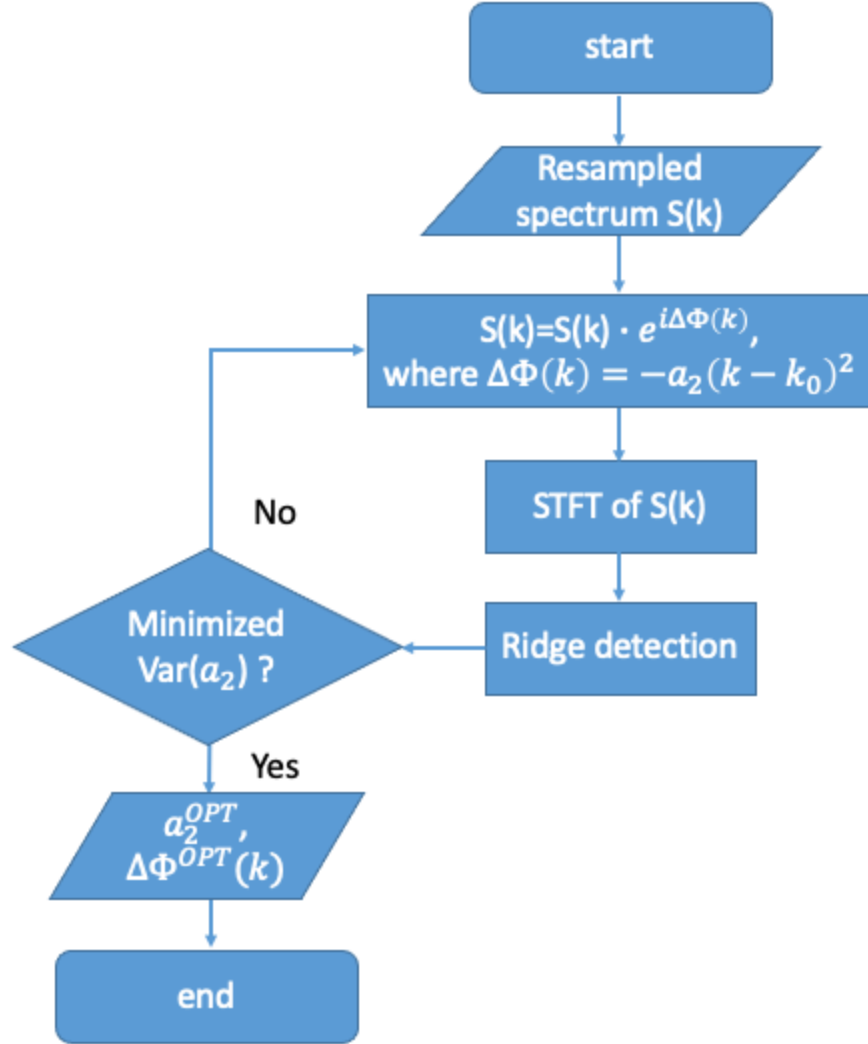 start
Resampled
spectrum S(k)
S(k)=S(k) · e^{iΔΦ(k)},
where ΔΦ(k) = −a₂(k − k₀)²
STFT of S(k)
Ridge detection
No
Minimized
Var(a₂) ?
Yes
a₂^{OPT},
ΔΦ^{OPT}(k)
end